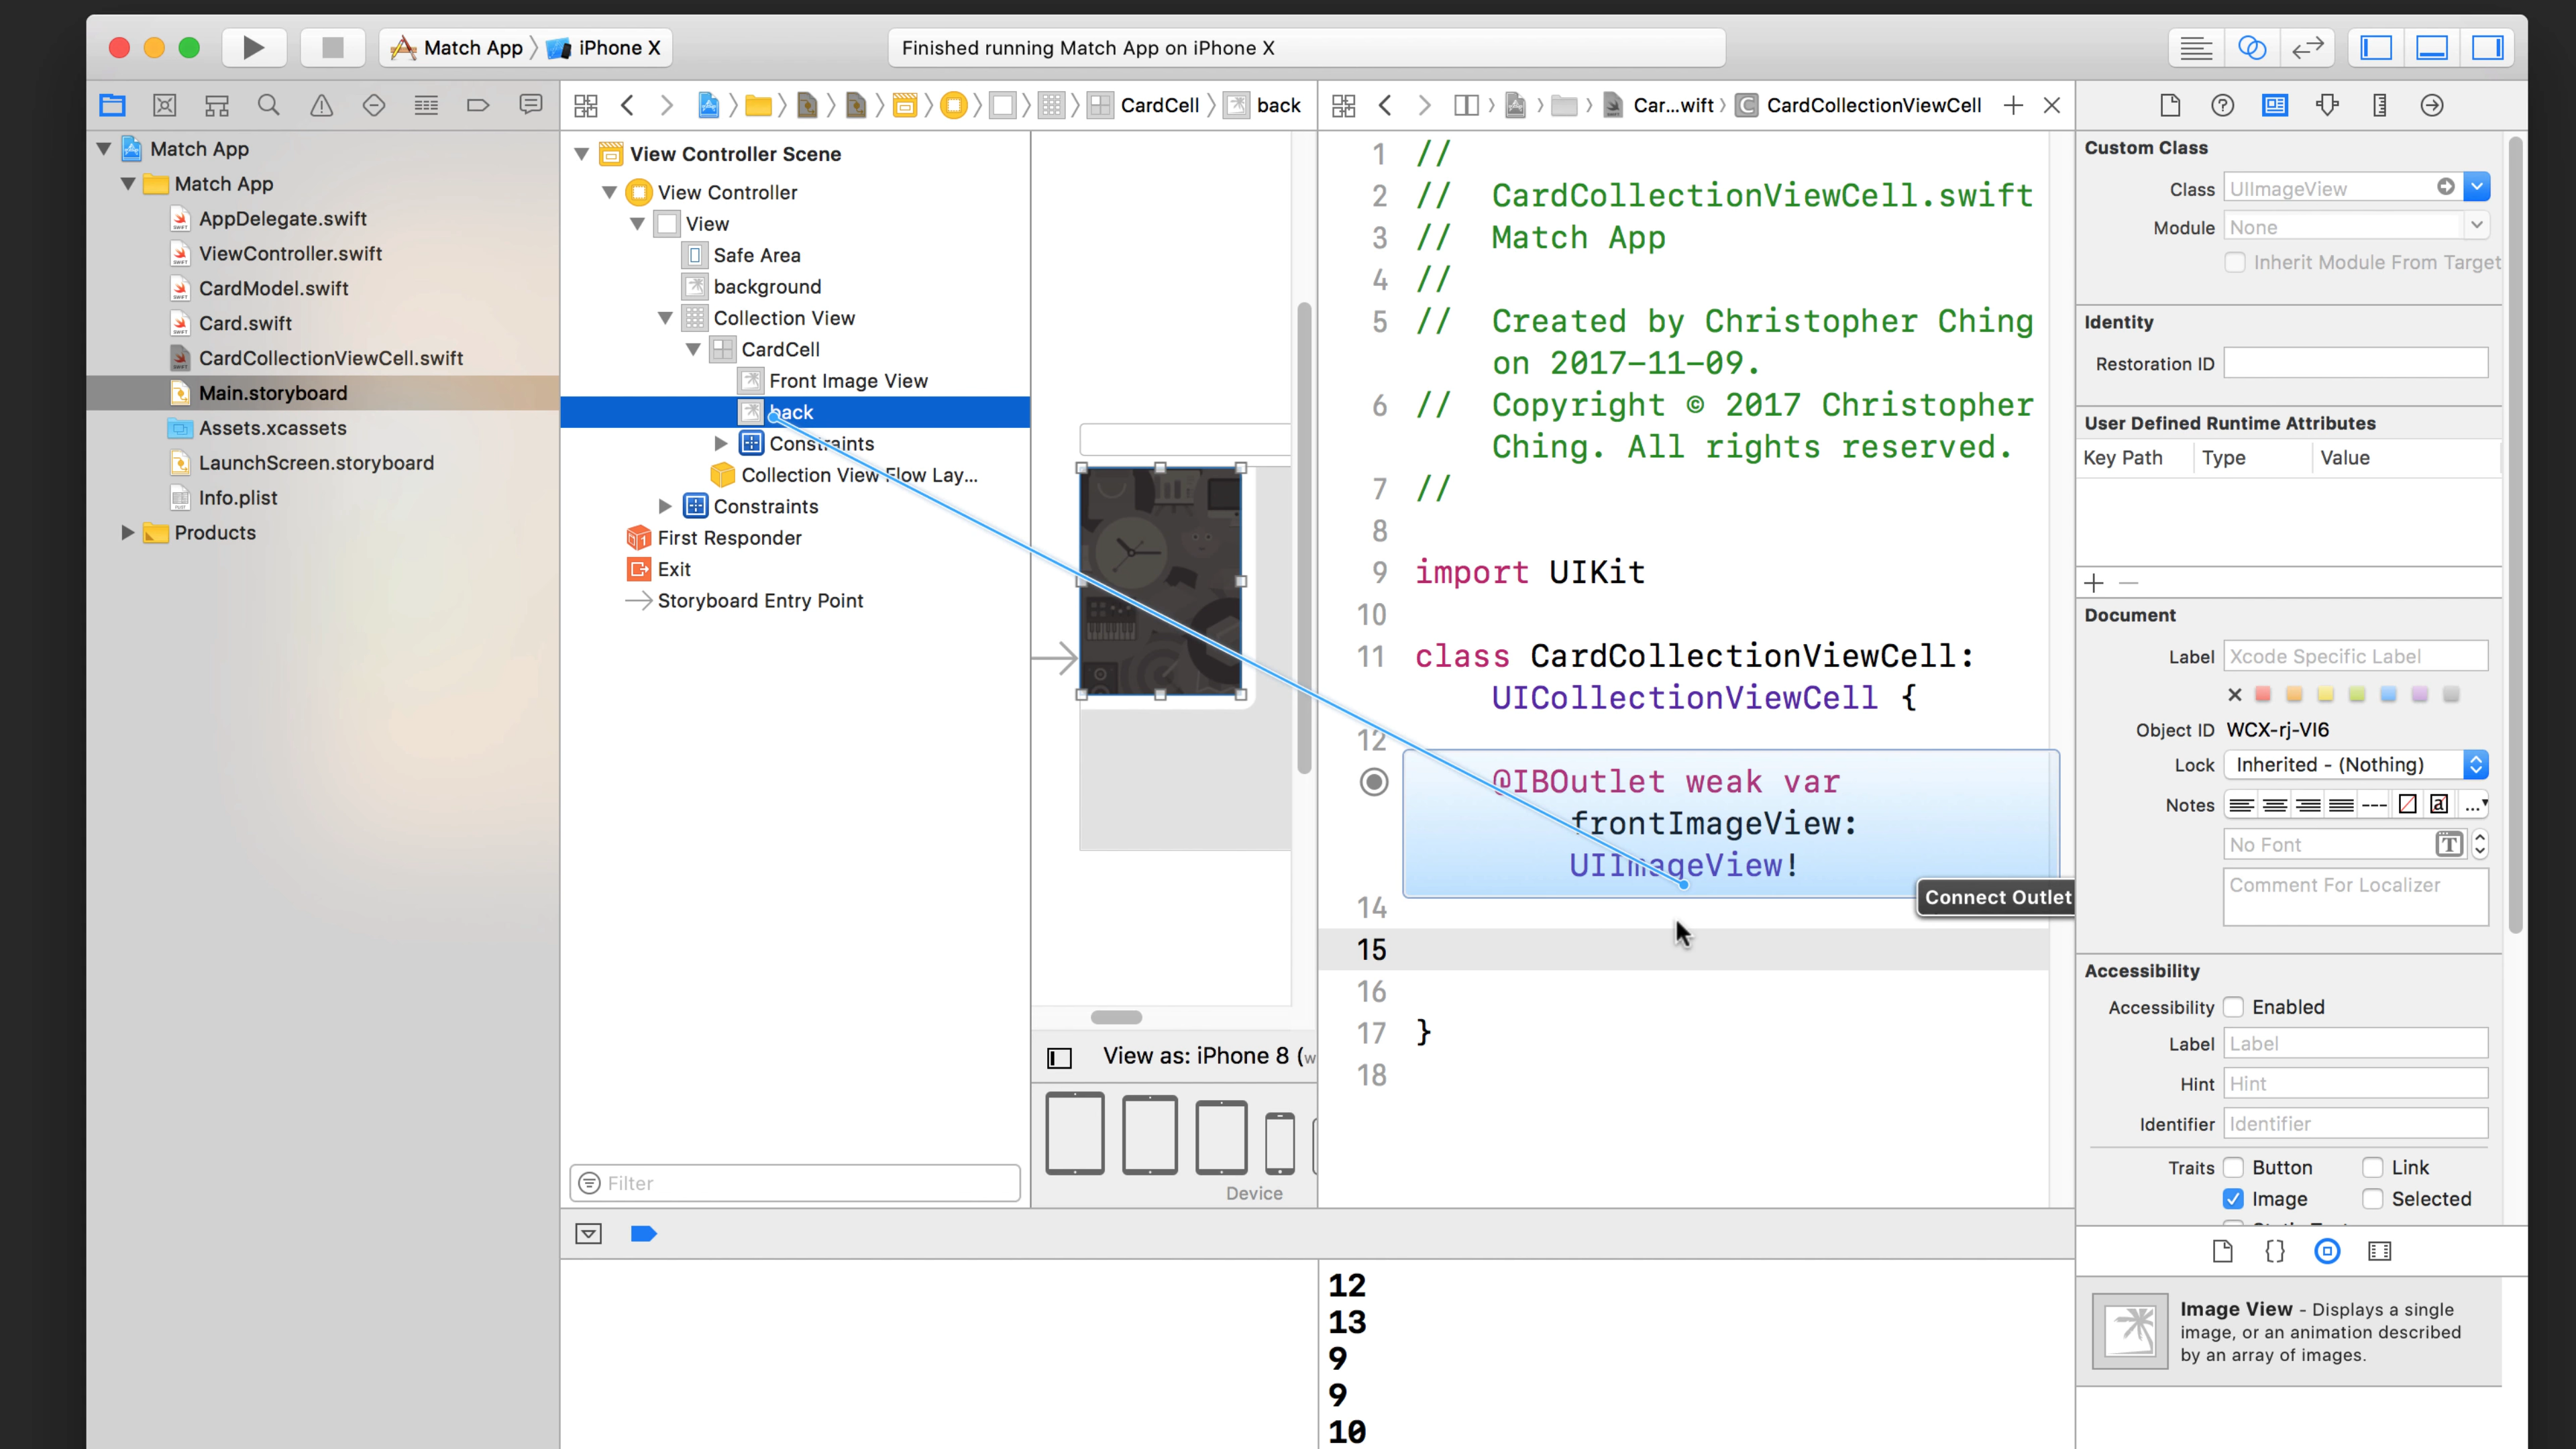 Match App
iPhone X
Finished running Match App on iPhone X
CardCell
back
Car...wift
C
CardCollectionViewCell
Match App
Match App
AppDelegate.swift
ViewController.swift
CardModel.swift
Card.swift
CardCollectionViewCell.swift
Main.storyboard
Assets.xcassets
LaunchScreen.storyboard
Info.plist
Products
View Controller Scene
View Controller
View
Safe Area
background
Collection View
CardCell
Front Image View
back
Constraints
Collection View Flow Lay...
Constraints
First Responder
Exit
Storyboard Entry Point
Filter
View as: iPhone 8 (w
Device
1 //
2 // CardCollectionViewCell.swift
3 // Match App
4 //
5 // Created by Christopher Ching
on 2017-11-09.
6 // Copyright © 2017 Christopher
Ching. All rights reserved.
7 //
8
9 import UIKit
10
11 class CardCollectionViewCell:
UICollectionViewCell {
12
@IBOutlet weak var
frontImageView:
UIImageView!
Connect Outlet
14
15
16
17 }
18
12
13
9
9
10
Custom Class
Class UIImageView
Module None
Inherit Module From Target
Identity
Restoration ID
User Defined Runtime Attributes
Key Path Type Value
Document
Label Xcode Specific Label
Object ID WCX-rj-VI6
Lock Inherited - (Nothing)
Notes
No Font
Comment For Localizer
Accessibility
Accessibility Enabled
Label Label
Hint Hint
Identifier Identifier
Traits Button Link
Image Selected
Image View - Displays a single
image, or an animation described
by an array of images.